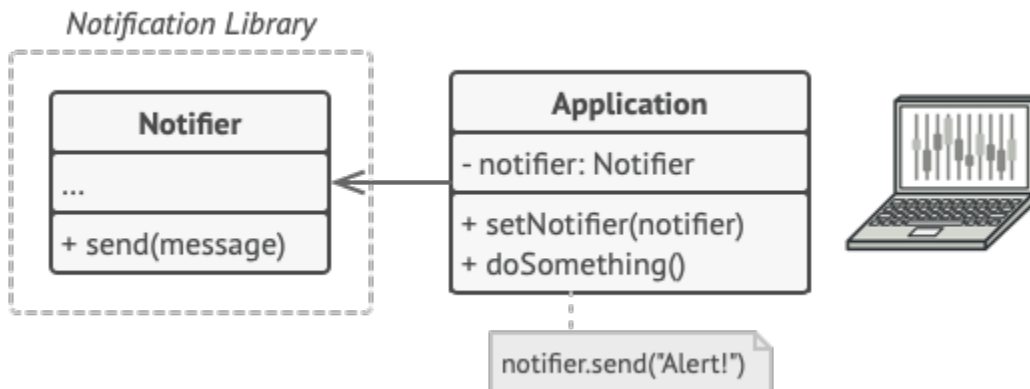 Notification Library
Notifier
...
+ send(message)
Application
- notifier: Notifier
+ setNotifier(notifier)
+ doSomething()
notifier.send("Alert!")